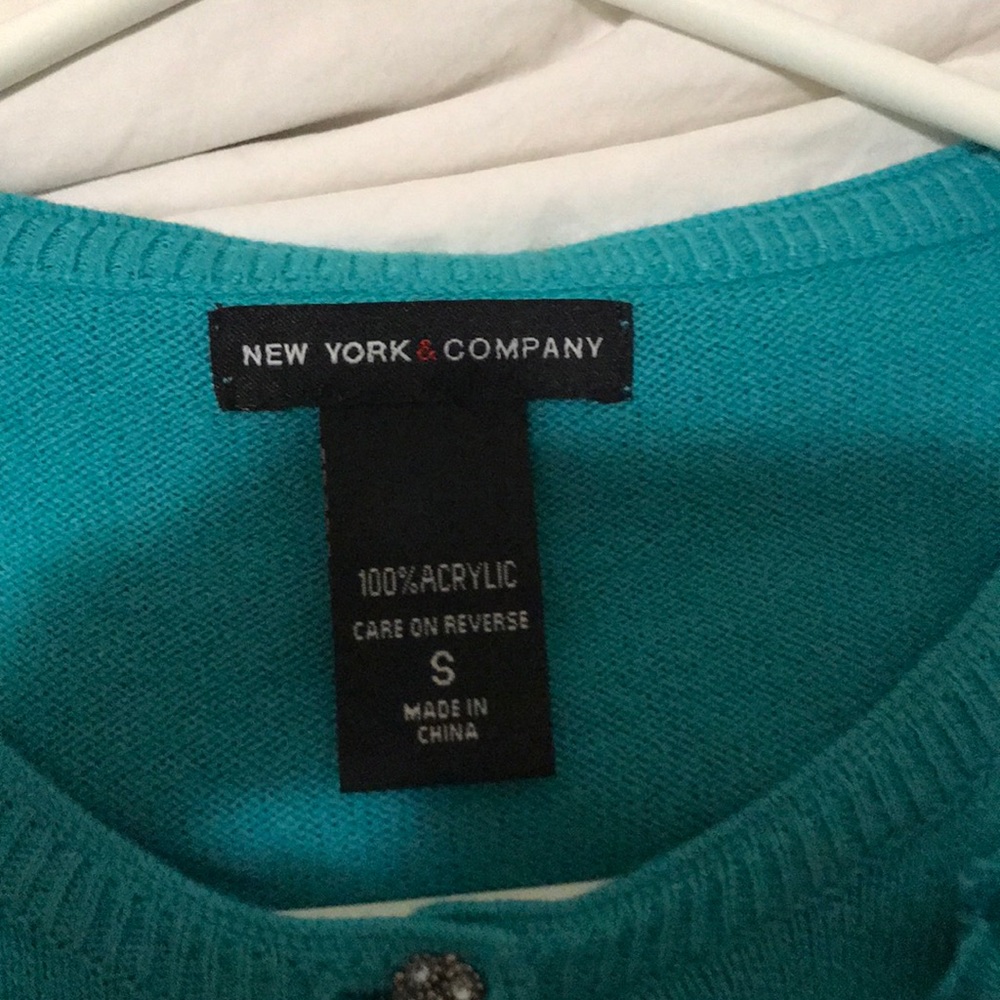 NEW YORK & COMPANY
100% ACRYLIC
CARE ON REVERSE
S
MADE IN
CHINA